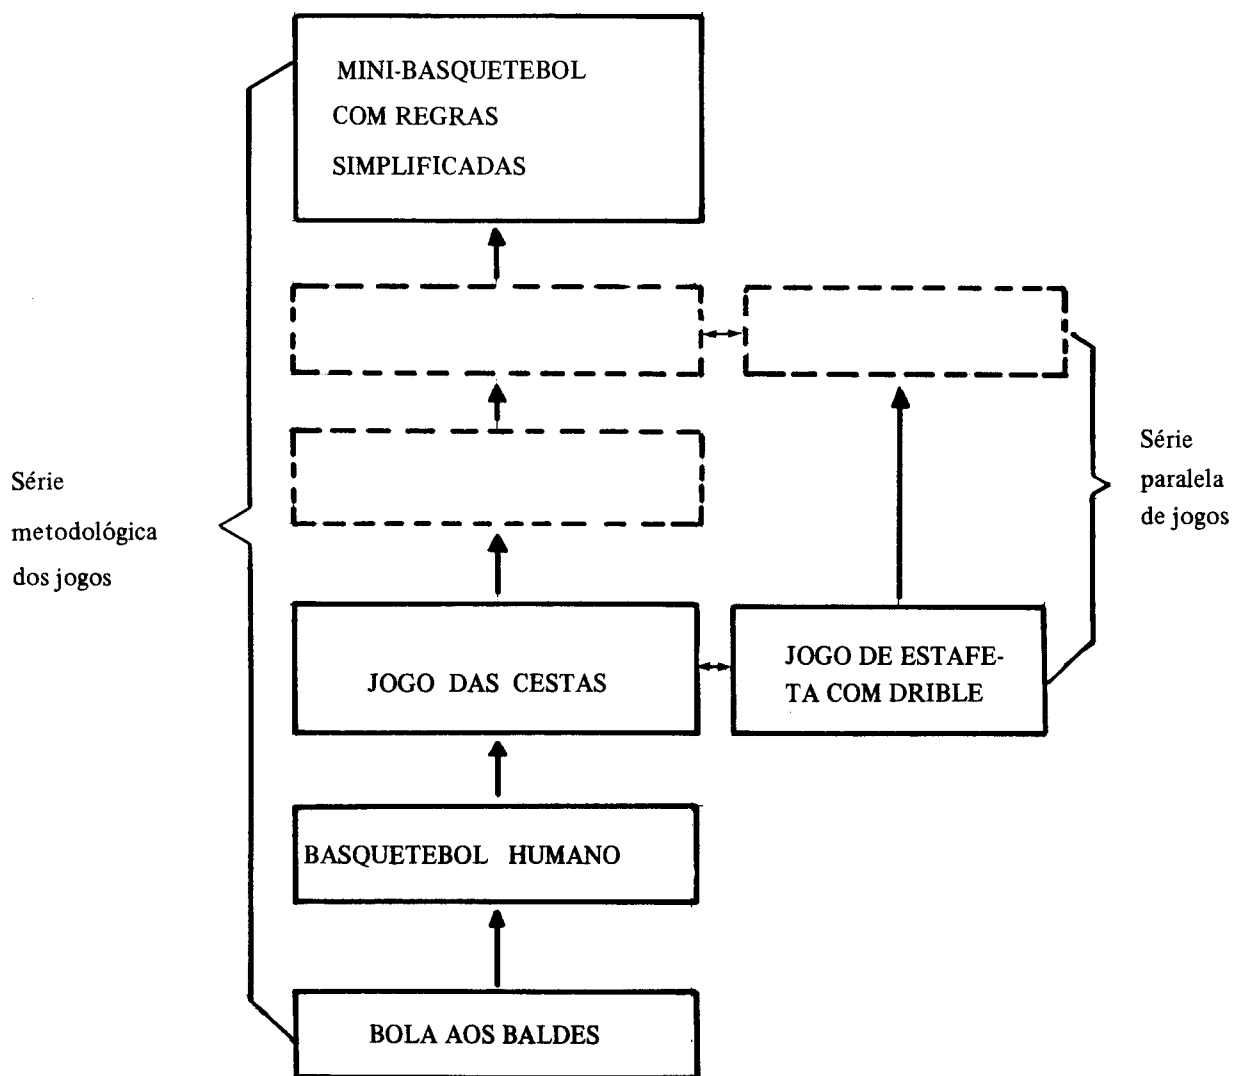 MINI-BASQUETEBOL
COM REGRAS
SIMPLIFICADAS
Série
metodológica
dos jogos
Série
paralela
de jogos
JOGO DAS CESTAS
JOGO DE ESTAFE-
TA COM DRIBLE
BASQUETEBOL HUMANO
BOLA AOS BALDES